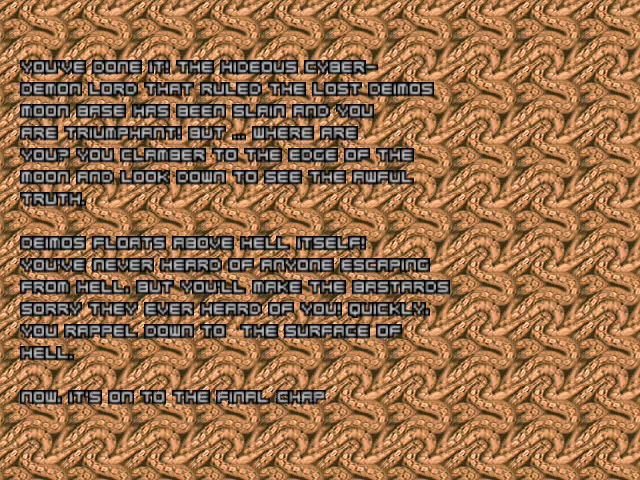 YOU'VE DONE IT! THE HIDEOUS CYBER-
DEMON LORD THAT RULED THE LOST DEIMOS
MOON BASE HAS BEEN SLAIN AND YOU
ARE TRIUMPHANT! BUT ... WHERE ARE
YOU? YOU CLAMBER TO THE EDGE OF THE
MOON AND LOOK DOWN TO SEE THE AWFUL
TRUTH.

DEIMOS FLOATS ABOVE HELL ITSELF!
YOU'VE NEVER HEARD OF ANYONE ESCAPING
FROM HELL, BUT YOU'LL MAKE THE BASTARDS
SORRY THEY EVER HEARD OF YOU! QUICKLY,
YOU RAPPEL DOWN TO  THE SURFACE OF
HELL.

NOW, IT'S ON TO THE FINAL CHAP